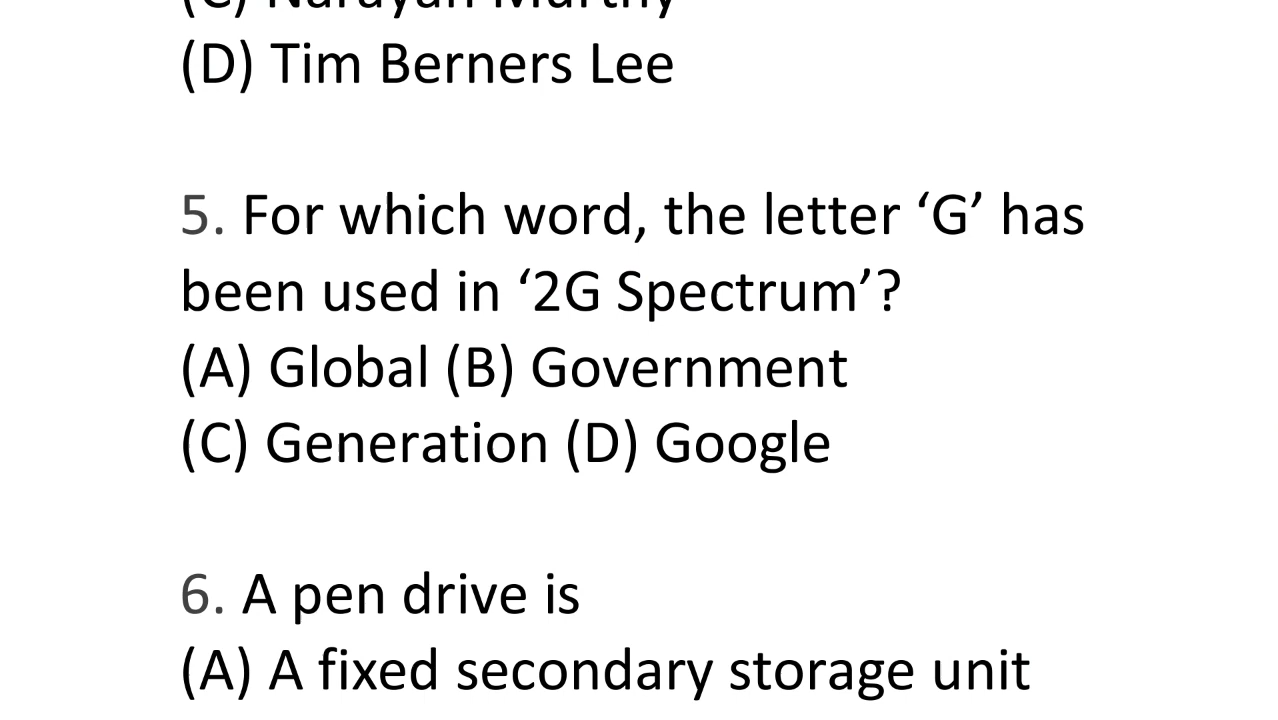 (C) Narayan Murthy
(D) Tim Berners Lee
5. For which word, the letter ‘G’ has
been used in ‘2G Spectrum’?
(A) Global (B) Government
(C) Generation (D) Google
6. A pen drive is
(A) A fixed secondary storage unit